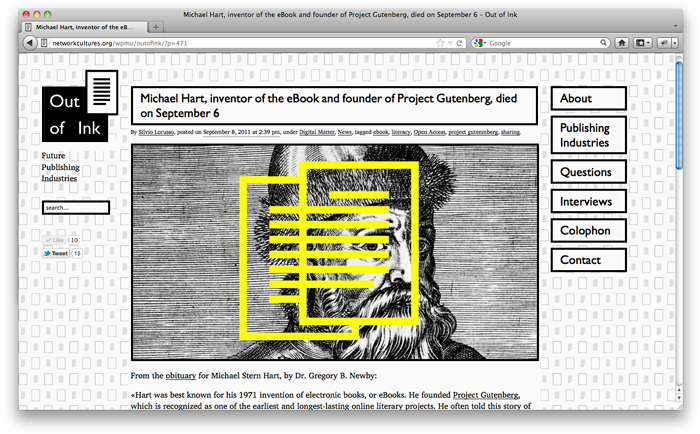 Michael Hart, inventor of the eBook and founder of Project Gutenberg, died on September 6 – Out of Ink
Michael Hart, inventor of the eB...
networkcultures.org/wpmu/outofink/?p=471
Google
Out
of Ink
Future
Publishing
Industries
search...
Like 10
Tweet 15
Michael Hart, inventor of the eBook and founder of Project Gutenberg, died
on September 6
By Silvio Lorusso, posted on September 8, 2011 at 2:39 pm, under Digital Matter, News, tagged ebook, literacy, Open Access, project gutenmberg, sharing.
From the obituary for Michael Stern Hart, by Dr. Gregory B. Newby:
«Hart was best known for his 1971 invention of electronic books, or eBooks. He founded Project Gutenberg,
which is recognized as one of the earliest and longest-lasting online literary projects. He often told this story of
About
Publishing
Industries
Questions
Interviews
Colophon
Contact